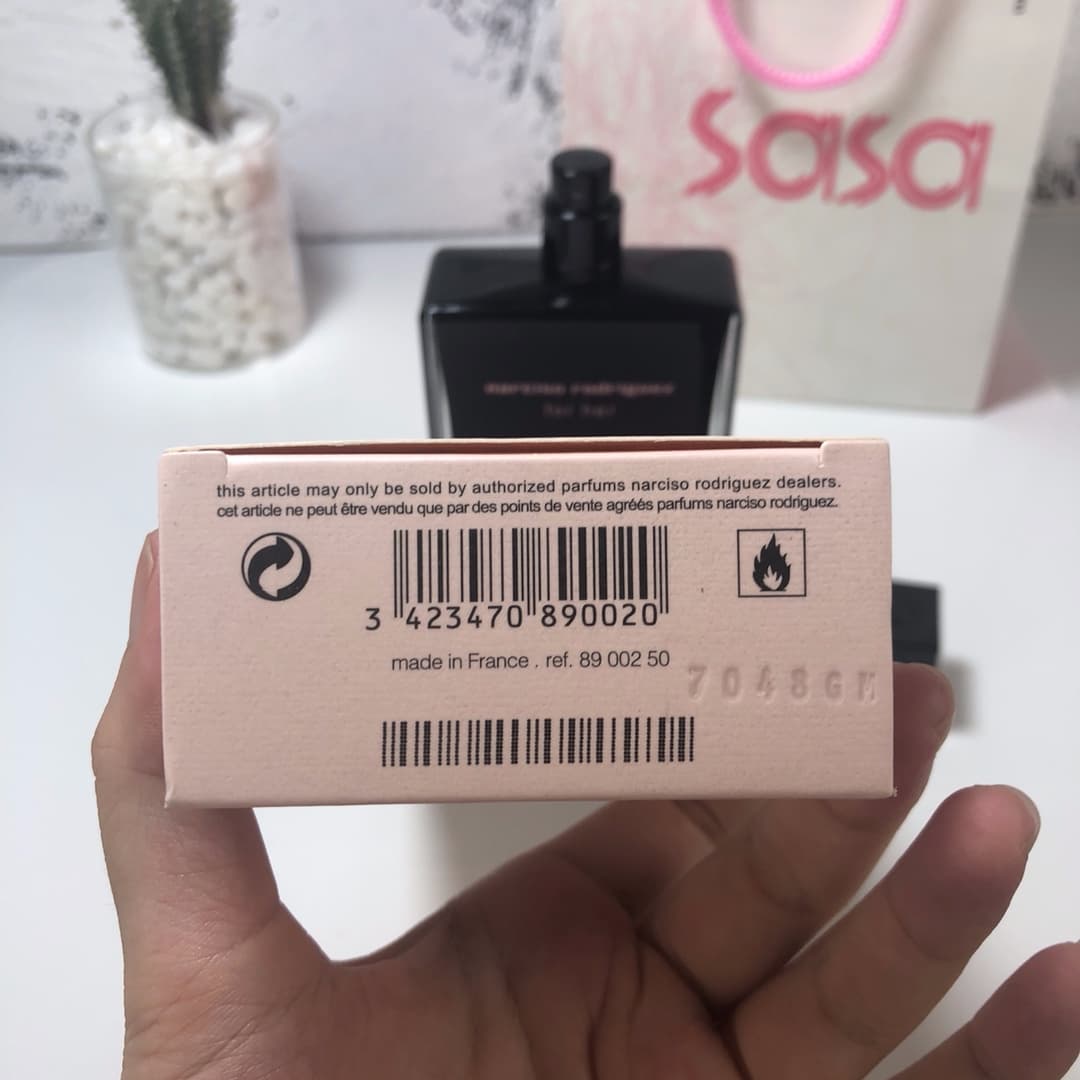 sasa
narciso rodriguez
for her
this article may only be sold by authorized parfums narciso rodriguez dealers.
cet article ne peut être vendu que par des points de vente agréés parfums narciso rodriguez.
3 423470 890020
made in France . ref. 89 002 50
7048GM